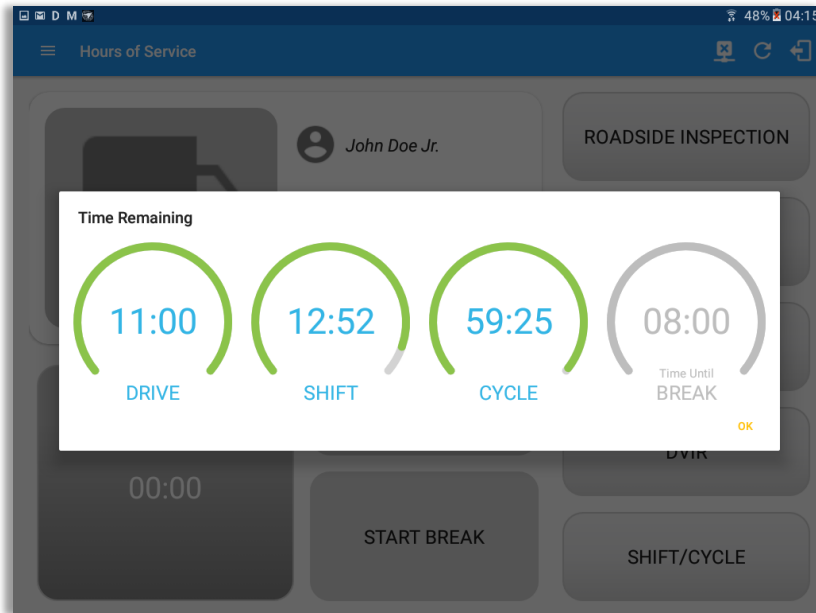 D M 48% 04:15
Hours of Service
John Doe Jr.
ROADSIDE INSPECTION
Time Remaining
11:00
DRIVE
12:52
SHIFT
59:25
CYCLE
08:00
Time Until
BREAK
OK
DVIR
00:00
START BREAK
SHIFT/CYCLE